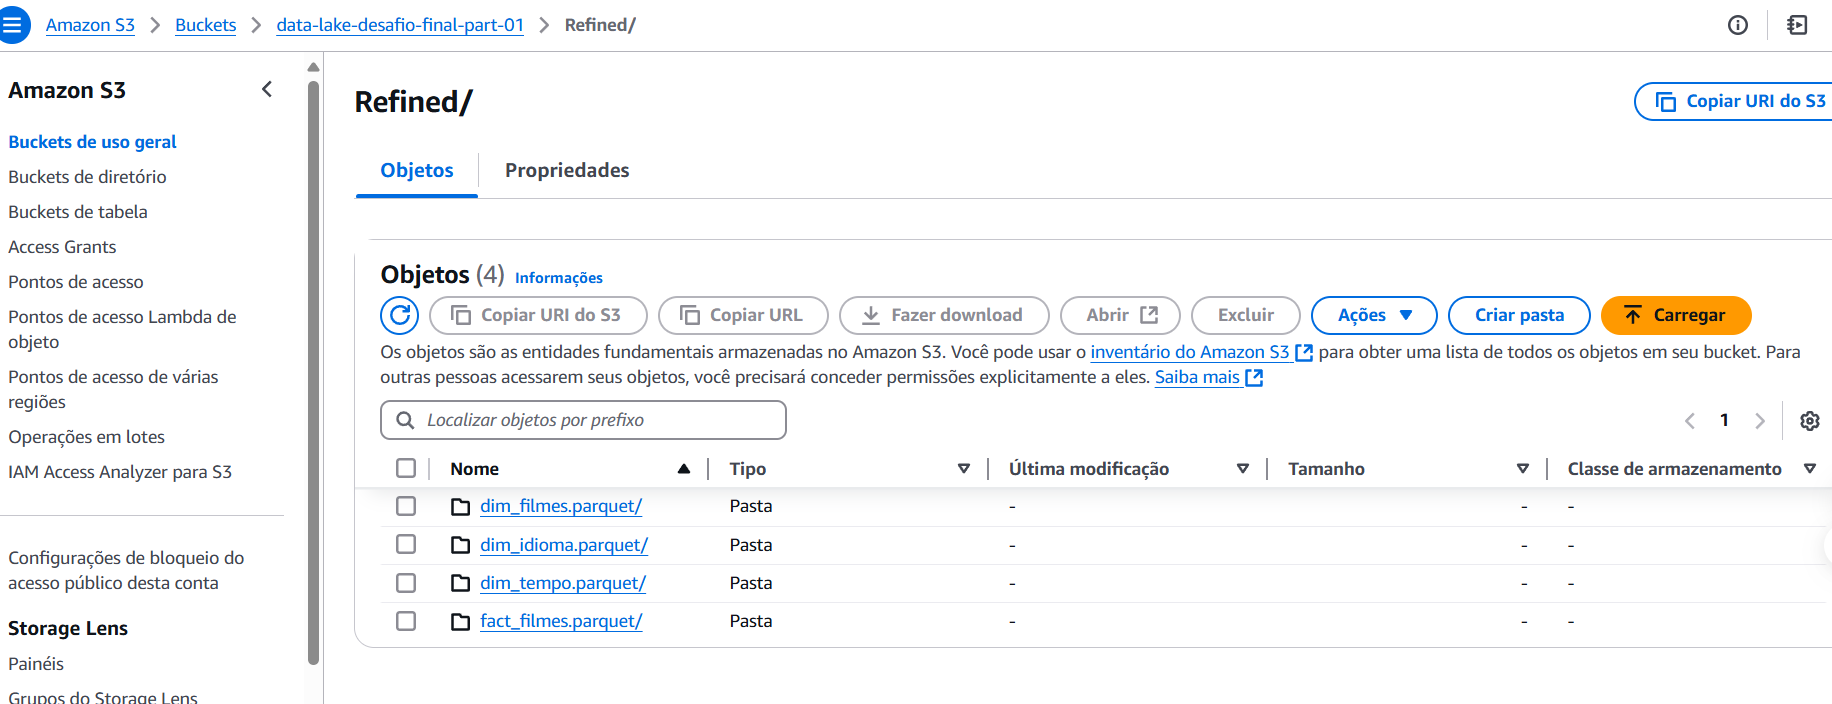 Amazon S3 > Buckets > data-lake-desafio-final-part-01 > Refined/
Amazon S3
Buckets de uso geral
Buckets de diretório
Buckets de tabela
Access Grants
Pontos de acesso
Pontos de acesso Lambda de
objeto
Pontos de acesso de várias
regiões
Operações em lotes
IAM Access Analyzer para S3
Configurações de bloqueio do
acesso público desta conta
Storage Lens
Painéis
Grupos do Storage Lens
Refined/
Copiar URI do S3
Objetos Propriedades
Objetos (4) Informações
Copiar URI do S3 Copiar URL Fazer download Abrir Excluir Ações Criar pasta Carregar
Os objetos são as entidades fundamentais armazenadas no Amazon S3. Você pode usar o inventário do Amazon S3 para obter uma lista de todos os objetos em seu bucket. Para
outras pessoas acessarem seus objetos, você precisará conceder permissões explicitamente a eles. Saiba mais
Localizar objetos por prefixo
1
Nome Tipo Última modificação Tamanho Classe de armazenamento
dim_filmes.parquet/ Pasta - - -
dim_idioma.parquet/ Pasta - - -
dim_tempo.parquet/ Pasta - - -
fact_filmes.parquet/ Pasta - - -